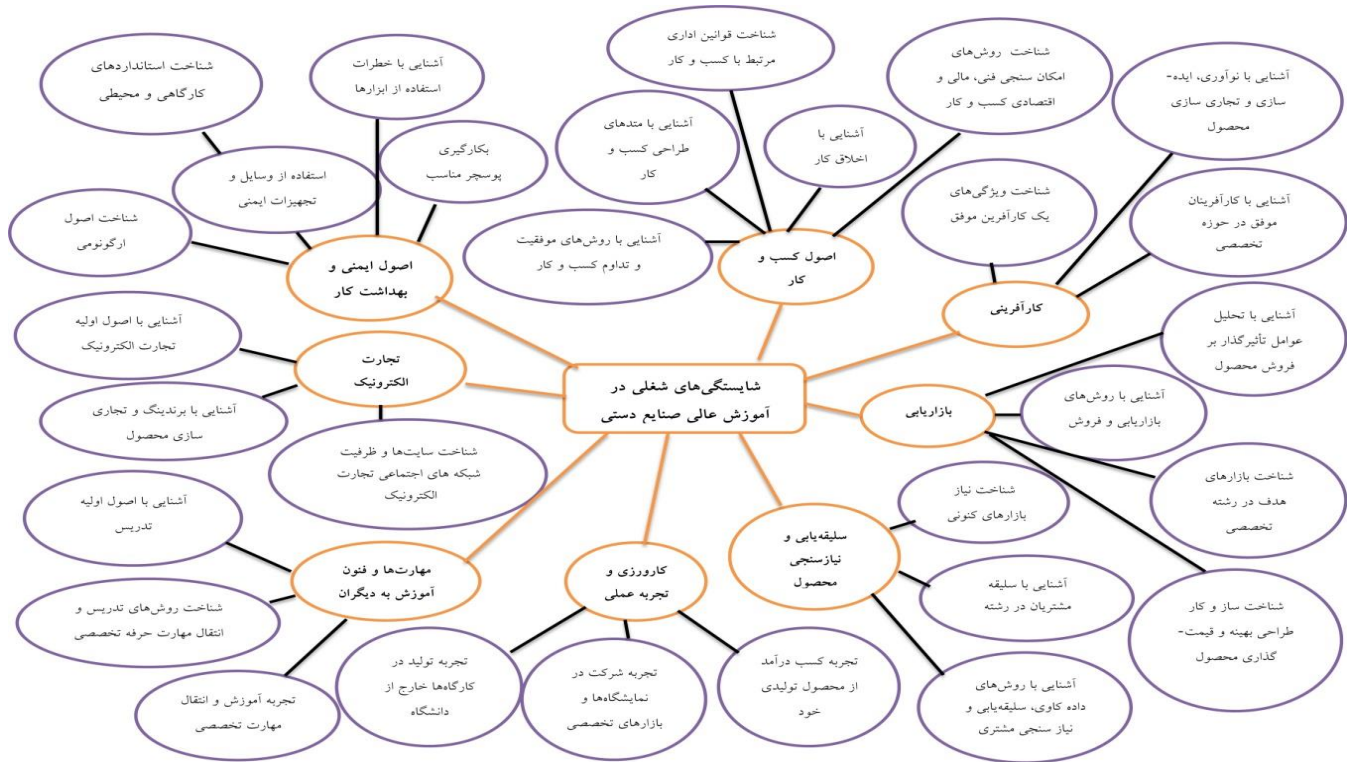 شایستگی‌های شغلی در
آموزش عالی صنایع دستی
اصول کسب و
کار
شناخت قوانین اداری
مرتبط با کسب و کار
شناخت روش‌های
امکان سنجی فنی، مالی و
اقتصادی کسب و کار
آشنایی با
اخلاق کار
آشنایی با متدهای
طراحی کسب و
کار
آشنایی با روش‌های موفقیت
و تداوم کسب و کار
کارآفرینی
آشنایی با نوآوری، ایده-
سازی و تجاری سازی
محصول
شناخت ویژگی‌های
یک کارآفرین موفق
آشنایی با کارآفرینان
موفق در حوزه
تخصصی
بازاریابی
آشنایی با تحلیل
عوامل تأثیرگذار بر
فروش محصول
آشنایی با روش‌های
بازاریابی و فروش
شناخت بازارهای
هدف در رشته
تخصصی
شناخت ساز و کار
طراحی بهینه و قیمت-
گذاری محصول
سلیقه‌یابی و
نیازسنجی
محصول
شناخت نیاز
بازارهای کنونی
آشنایی با سلیقه
مشتریان در رشته
آشنایی با روش‌های
داده کاوی، سلیقه‌یابی و
نیاز سنجی مشتری
کارورزی و
تجربه عملی
تجربه کسب درآمد
از محصول تولیدی
خود
تجربه شرکت در
نمایشگاه‌ها و
بازارهای تخصصی
تجربه تولید در
کارگاه‌ها خارج از
دانشگاه
مهارت‌ها و فنون
آموزش به دیگران
آشنایی با اصول اولیه
تدریس
شناخت روش‌های تدریس و
انتقال مهارت حرفه تخصصی
تجربه آموزش و انتقال
مهارت تخصصی
تجارت
الکترونیک
آشنایی با اصول اولیه
تجارت الکترونیک
آشنایی با برندینگ و تجاری
سازی محصول
شناخت سایت‌ها و ظرفیت
شبکه های اجتماعی تجارت
الکترونیک
اصول ایمنی و
بهداشت کار
آشنایی با خطرات
استفاده از ابزارها
شناخت استانداردهای
کارگاهی و محیطی
بکارگیری
پوسچر مناسب
استفاده از وسایل و
تجهیزات ایمنی
شناخت اصول
ارگونومی